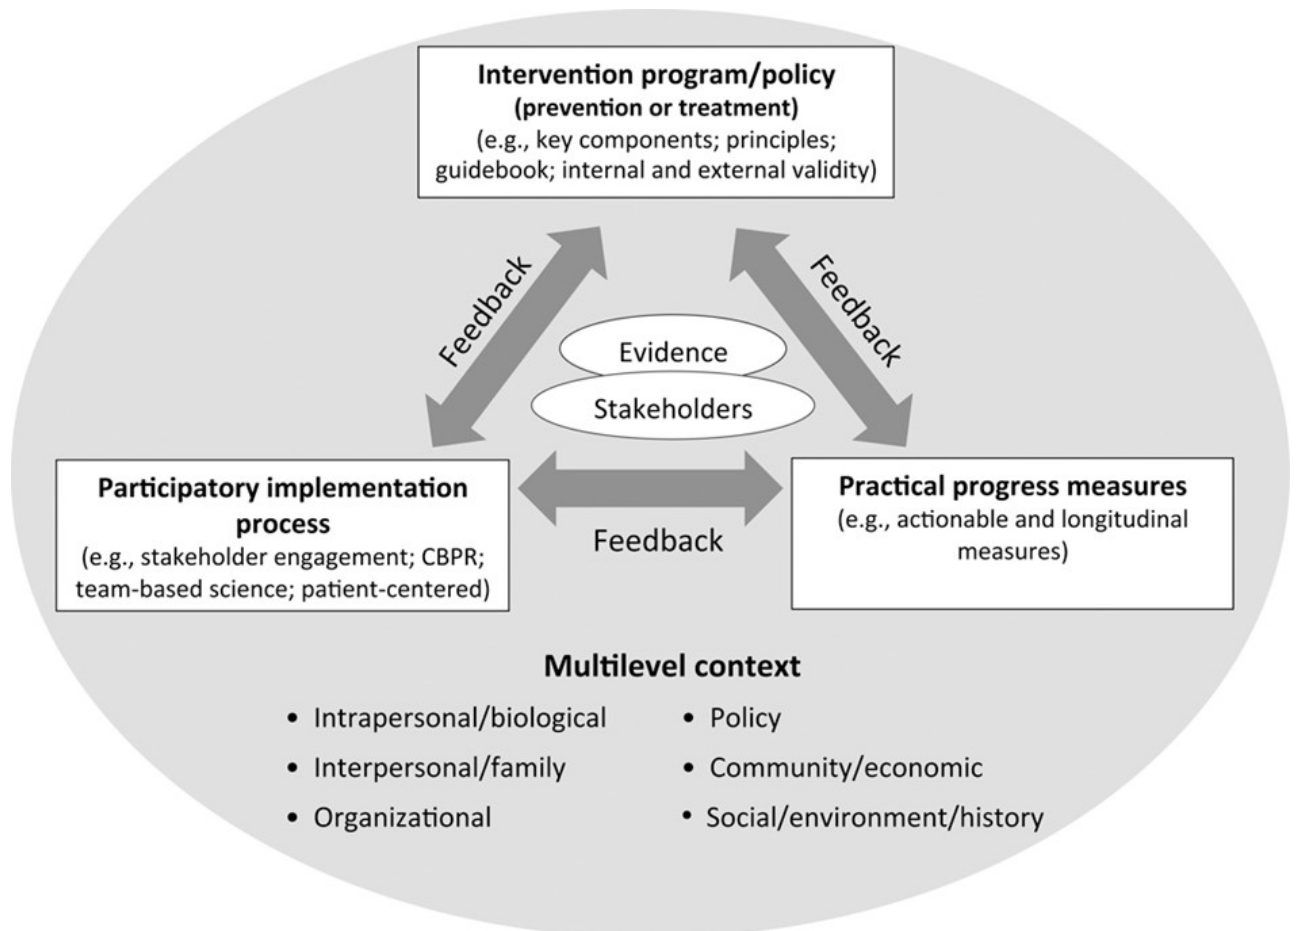 Intervention program/policy
(prevention or treatment)
(e.g., key components; principles;
guidebook; internal and external validity)
Feedback
Feedback
Evidence
Stakeholders
Participatory implementation
process
(e.g., stakeholder engagement; CBPR;
team-based science; patient-centered)
Feedback
Practical progress measures
(e.g., actionable and longitudinal
measures)
Multilevel context
• Intrapersonal/biological
• Interpersonal/family
• Organizational
• Policy
• Community/economic
• Social/environment/history